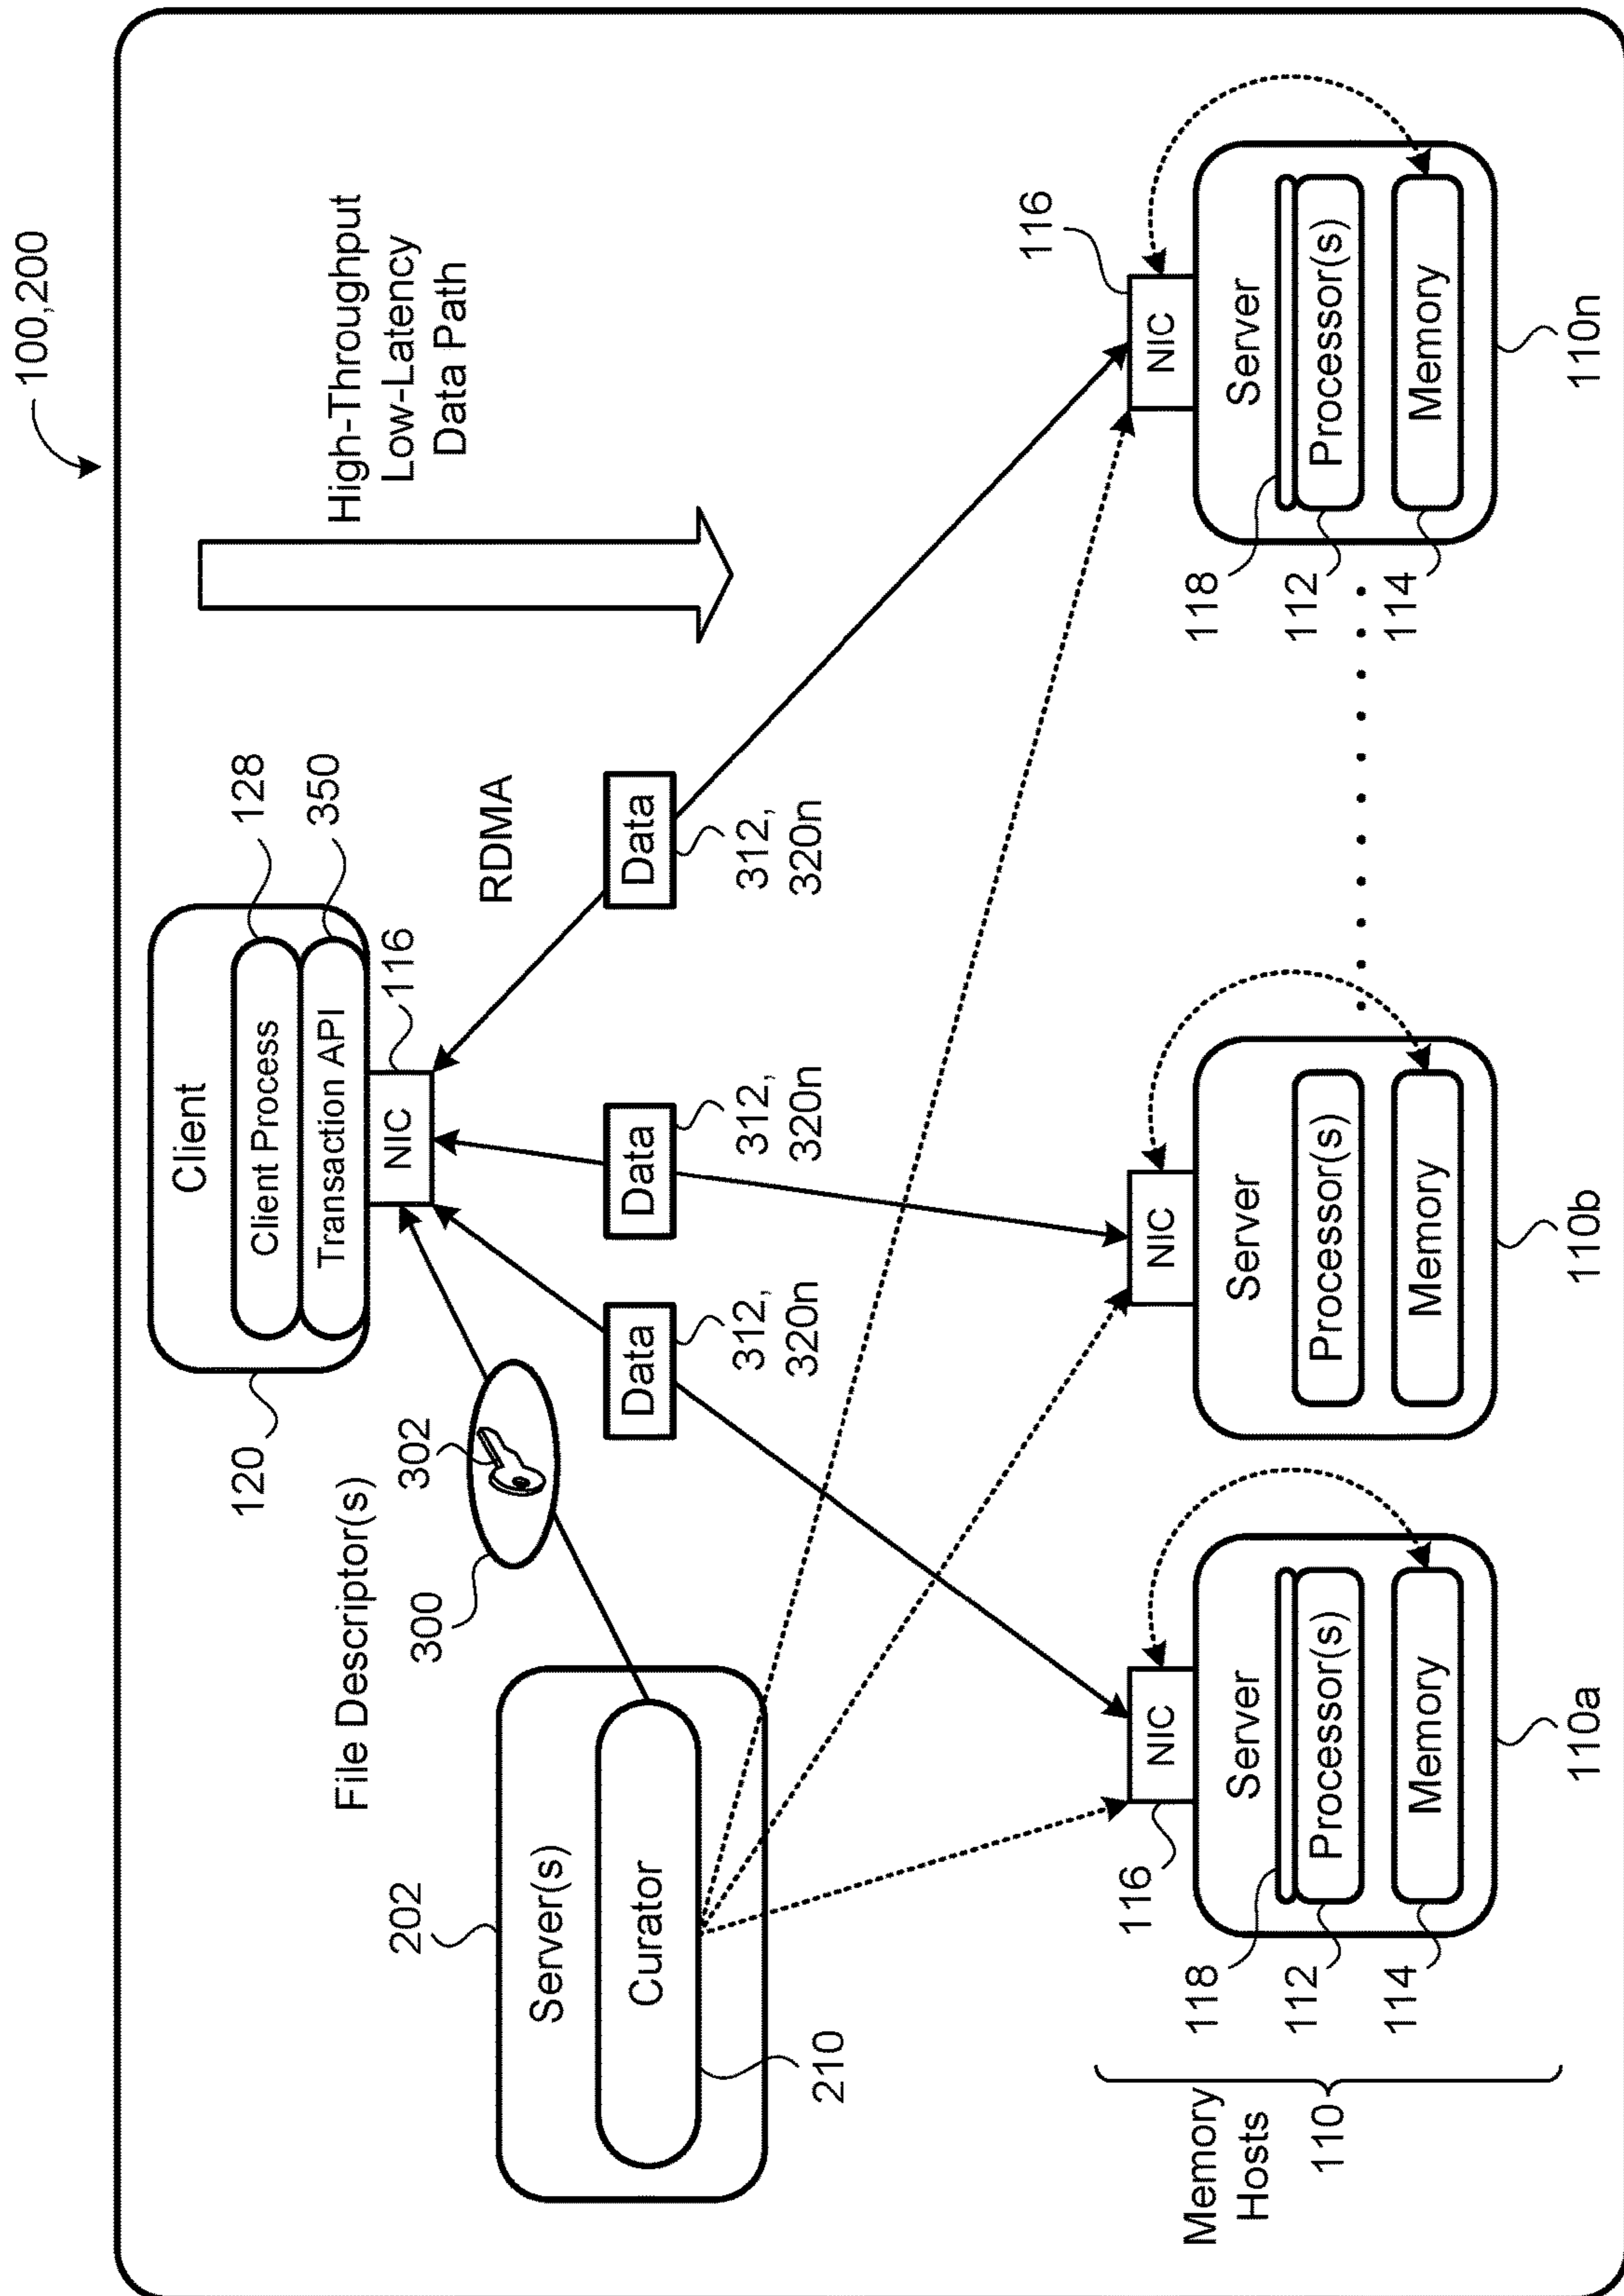 100,200
Client
Client Process
Transaction API
NIC
120
128
350
116
High-Throughput
Low-Latency
Data Path
RDMA
File Descriptor(s)
302
300
202
Server(s)
Curator
210
Data
312,
320n
Data
312,
320n
Data
312,
320n
Memory
Hosts
110
NIC
116
Server
Processor(s)
Memory
118
112
114
110a
NIC
Server
Processor(s)
Memory
110b
NIC
116
Server
Processor(s)
Memory
118
112
114
110n